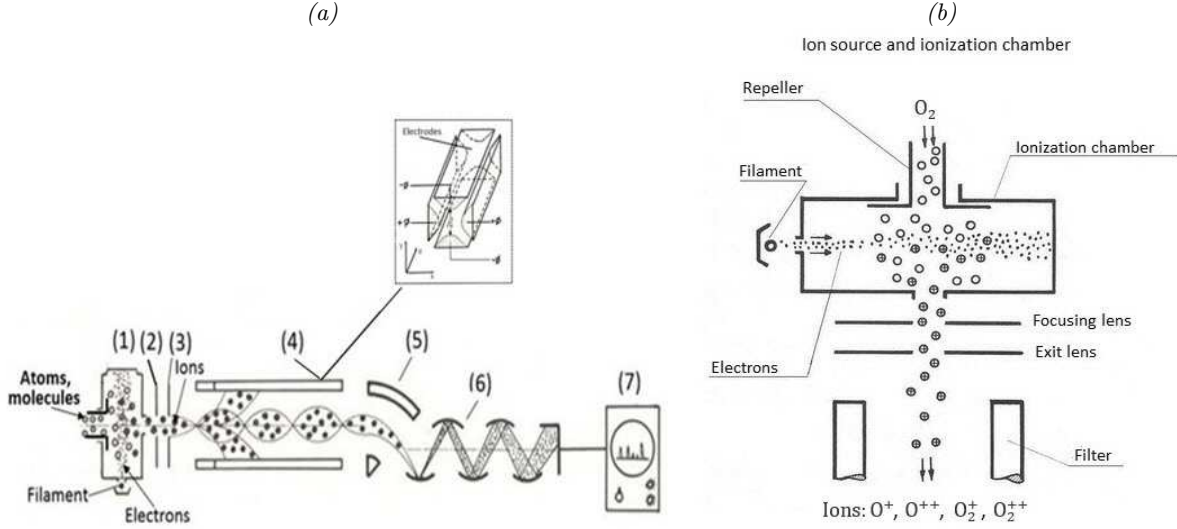 (a)
Electrodes
-φ
+φ
+φ
-φ
Y
Z
X
(1)
(2)
(3)
Ions
(4)
(5)
(6)
(7)
Atoms,
molecules
Filament
Electrons
(b)
Ion source and ionization chamber
Repeller
O₂
Ionization chamber
Filament
Focusing lens
Electrons
Exit lens
Filter
Ions: O⁺, O⁺⁺, O₂⁺, O₂⁺⁺